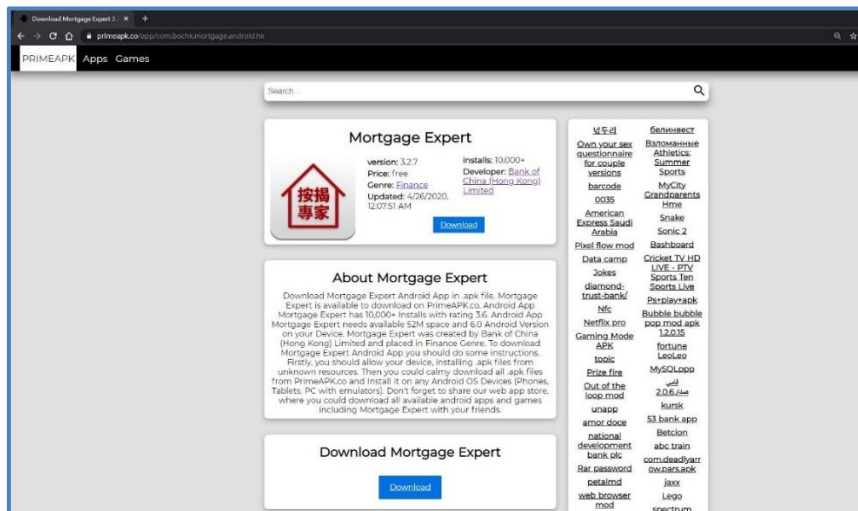 Download Mortgage Expert 3.
primeapk.co/app/com.bochk.mortgage.android.hk
PRIMEAPK Apps Games
Search...
Mortgage Expert
按揭
專家
version: 3.2.7
Price: free
Genre: Finance
Updated: 4/26/2020,
12:07:51 AM
installs: 10,000+
Developer: Bank of
China (Hong Kong)
Limited
Download
About Mortgage Expert
Download Mortgage Expert Android App in .apk file. Mortgage
Expert is available to download on PrimeAPK.co. Android App
Mortgage Expert has 10,000+ Installs with rating 3.6. Android App
Mortgage Expert needs available 52M space and 6.0 Android Version
on your Device. Mortgage Expert was created by Bank of China
(Hong Kong) Limited and placed in Finance Genre. To download
Mortgage Expert Android App you should do some instructions.
Firstly, you should allow your device, installing .apk files from
unknown resources. Then you could calmy download all .apk files
from PrimeAPK.co and Install it on any Android OS Devices (Phones,
Tablets, PC with emulators). Don't forget to share our web app store,
where you could download all available android apps and games
including Mortgage Expert with your friends.
Download Mortgage Expert
Download
넋두리
Own your sex
questionnaire
for couple
versions
barcode
0035
American
Express Saudi
Arabia
Pixel flow mod
Data camp
Jokes
diamond-
trust-bank/
Nfc
Netflix pro
Gaming Mode
APK
topic
Prize fire
Out of the
loop mod
unapp
amor doce
national
development
bank plc
Rar password
petalmd
web browser
mod
белинвест
Взломанные
Athletics:
Summer
Sports
MyCity
Grandparents
Hme
Snake
Sonic 2
Bashboard
Cricket TV HD
LIVE - PTV
Sports Ten
Sports Live
Ps+play+apk
Bubble bubble
pop mod apk
1.2.0.15
fortune
LeoLeo
MySQLppp
2.0.6
kursk
53 bank app
Betcion
abc train
com.deadlyarr
ow.pars.apk
jaxx
Lego
spectrum